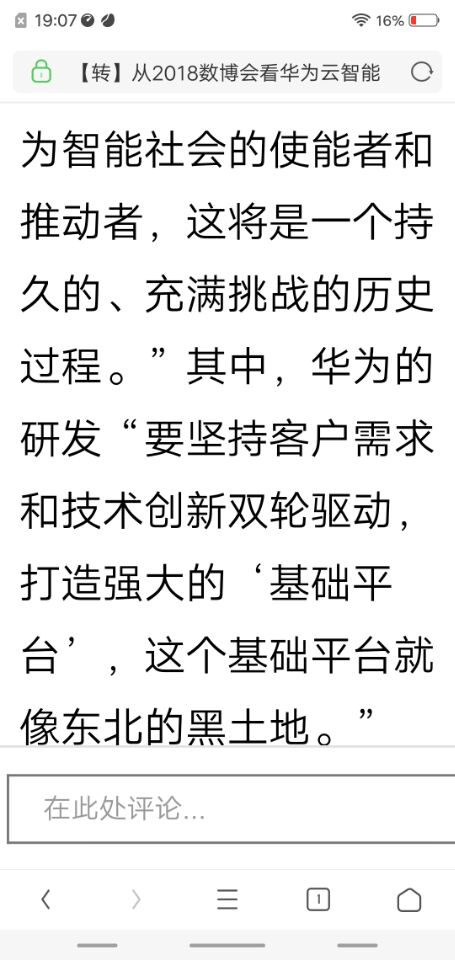 19:07
16%
【转】从2018数博会看华为云智能
为智能社会的使能者和
推动者，这将是一个持
久的、充满挑战的历史
过程。”其中，华为的
研发“要坚持客户需求
和技术创新双轮驱动，
打造强大的‘基础平
台’，这个基础平台就
像东北的黑土地。”
在此处评论...
1